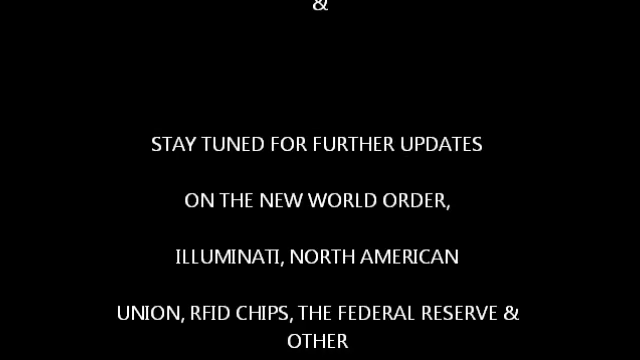 &
STAY TUNED FOR FURTHER UPDATES
ON THE NEW WORLD ORDER,
ILLUMINATI, NORTH AMERICAN
UNION, RFID CHIPS, THE FEDERAL RESERVE &
OTHER